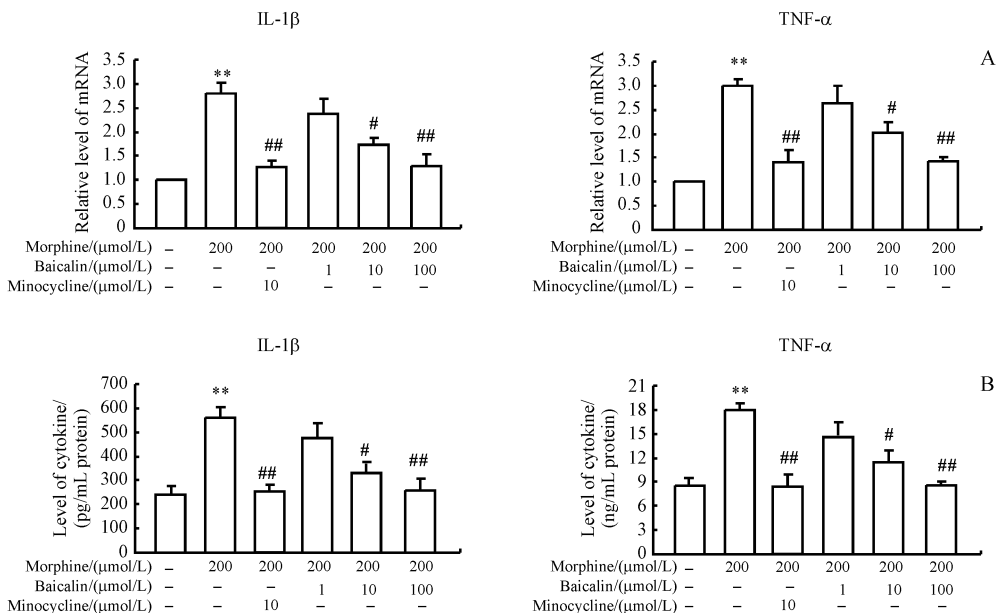 IL-1β
Relative level of mRNA
3.5
3.0
2.5
2.0
1.5
1.0
0.5
0
** ## # ##
Morphine/(μmol/L) – 200 200 200 200 200
Baicalin/(μmol/L) – – – 1 10 100
Minocycline/(μmol/L) – – 10 – – –
TNF-α
A
Relative level of mRNA
3.5
3.0
2.5
2.0
1.5
1.0
0.5
0
** ## # ##
Morphine/(μmol/L) – 200 200 200 200 200
Baicalin/(μmol/L) – – – 1 10 100
Minocycline/(μmol/L) – – 10 – – –
IL-1β
Level of cytokine/
(pg/mL protein)
700
600
500
400
300
200
100
0
** ## # ##
Morphine/(μmol/L) – 200 200 200 200 200
Baicalin/(μmol/L) – – – 1 10 100
Minocycline/(μmol/L) – – 10 – – –
TNF-α
B
Level of cytokine/
(ng/mL protein)
21
18
15
12
9
6
3
0
** ## # ##
Morphine/(μmol/L) – 200 200 200 200 200
Baicalin/(μmol/L) – – – 1 10 100
Minocycline/(μmol/L) – – 10 – – –